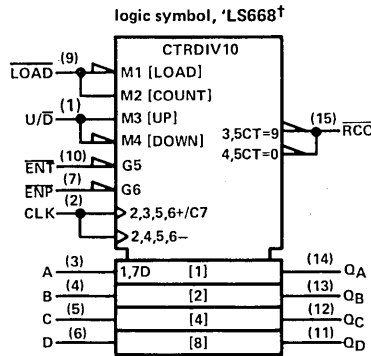 logic symbol, 'LS668†
CTRDIV10
LOAD (9) M1 [LOAD]
M2 [COUNT]
U/D (1) M3 [UP]
M4 [DOWN]
3,5CT=9 (15) RCO
4,5CT=0
ENT (10) G5
ENP (7) G6
CLK (2) 2,3,5,6+/C7
2,4,5,6−
A (3) 1,7D [1] (14) QA
B (4) [2] (13) QB
C (5) [4] (12) QC
D (6) [8] (11) QD